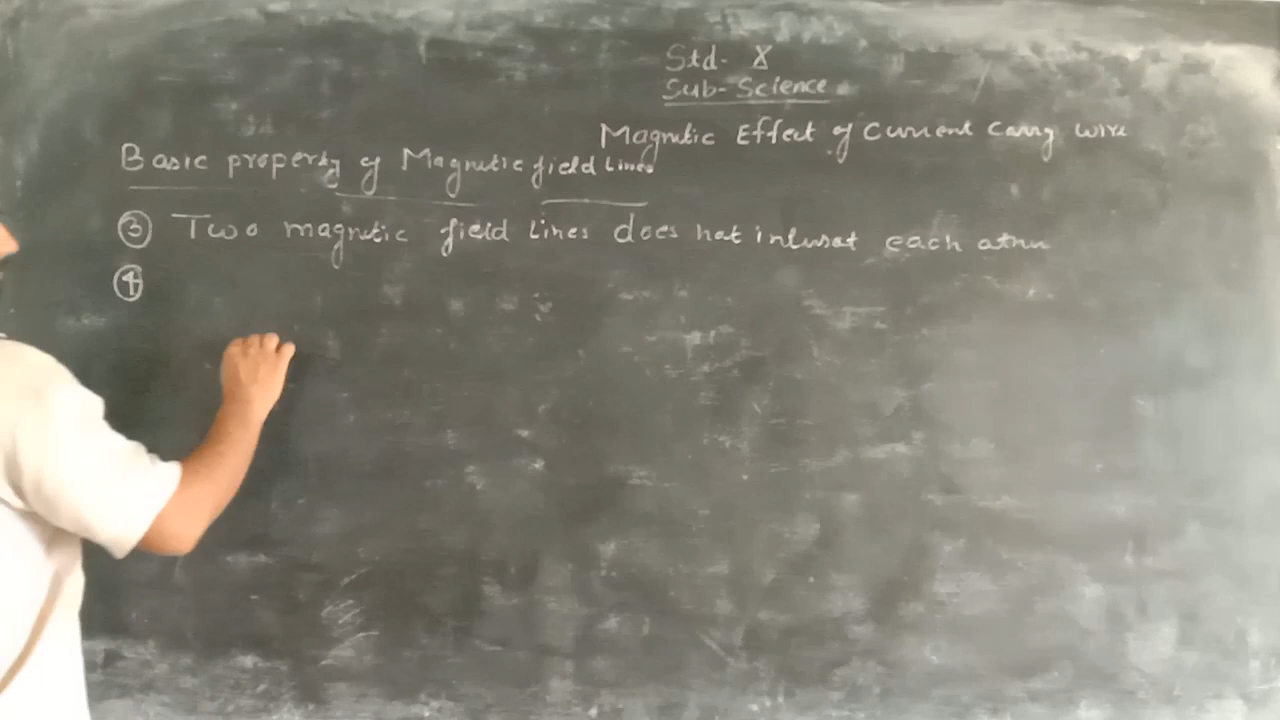 Std- X
Sub-Science
Magnetic Effect of Current Carry wire
Basic property of Magnetic field Lines
③ Two magnetic field Lines does not intersect each other
④